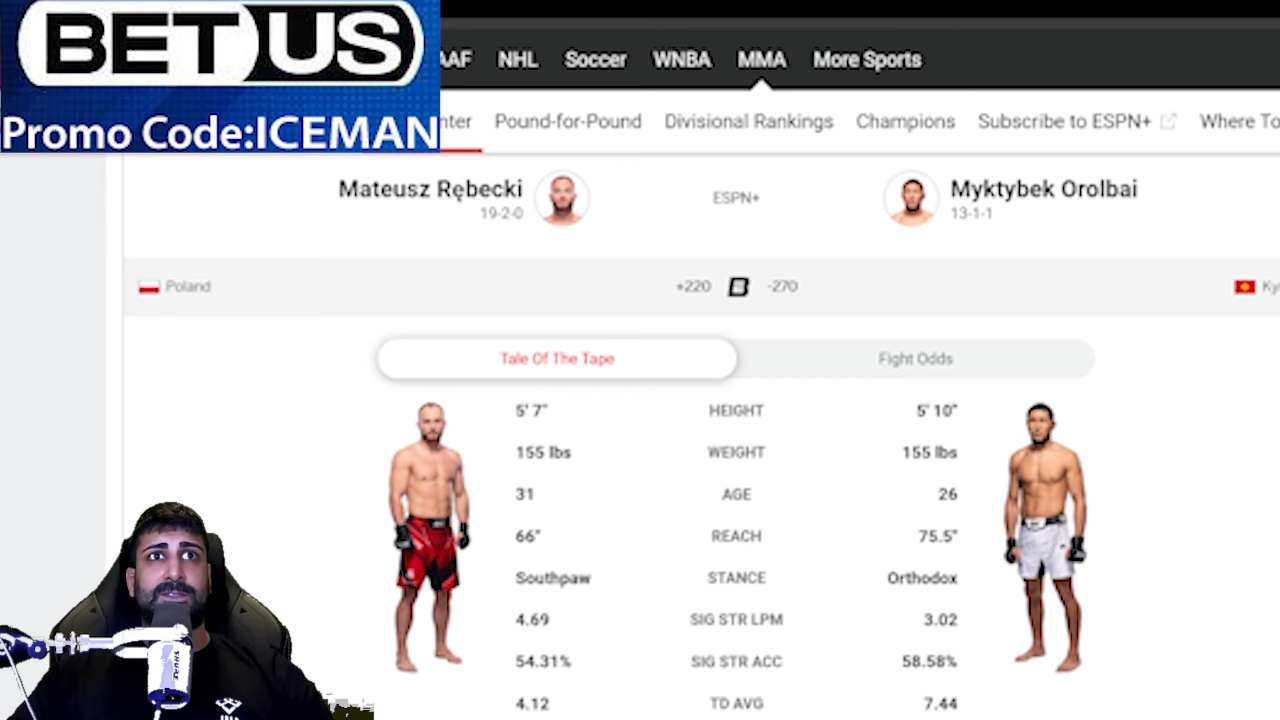 BETUS
Promo Code:ICEMAN
AAF NHL Soccer WNBA MMA More Sports
nter Pound-for-Pound Divisional Rankings Champions Subscribe to ESPN+ Where To
Mateusz Rębecki ESPN+ Myktybek Orolbai
19-2-0 13-1-1
Poland +220 B -270 Ky
Tale Of The Tape Fight Odds
5' 7" HEIGHT 5' 10"
155 lbs WEIGHT 155 lbs
31 AGE 26
66" REACH 75.5"
Southpaw STANCE Orthodox
4.69 SIG STR LPM 3.02
54.31% SIG STR ACC 58.58%
4.12 TD AVG 7.44
SHURE